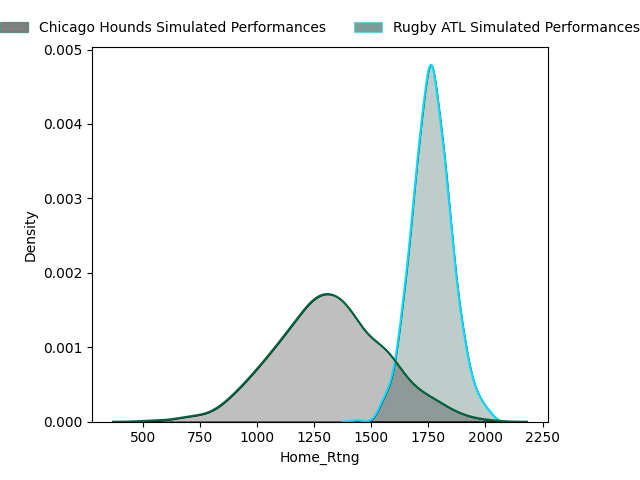 Chicago Hounds Simulated Performances Rugby ATL Simulated Performances
0.005
0.004
0.003
0.002
0.001
0.000
Density
500 750 1000 1250 1500 1750 2000 2250
Home_Rtng